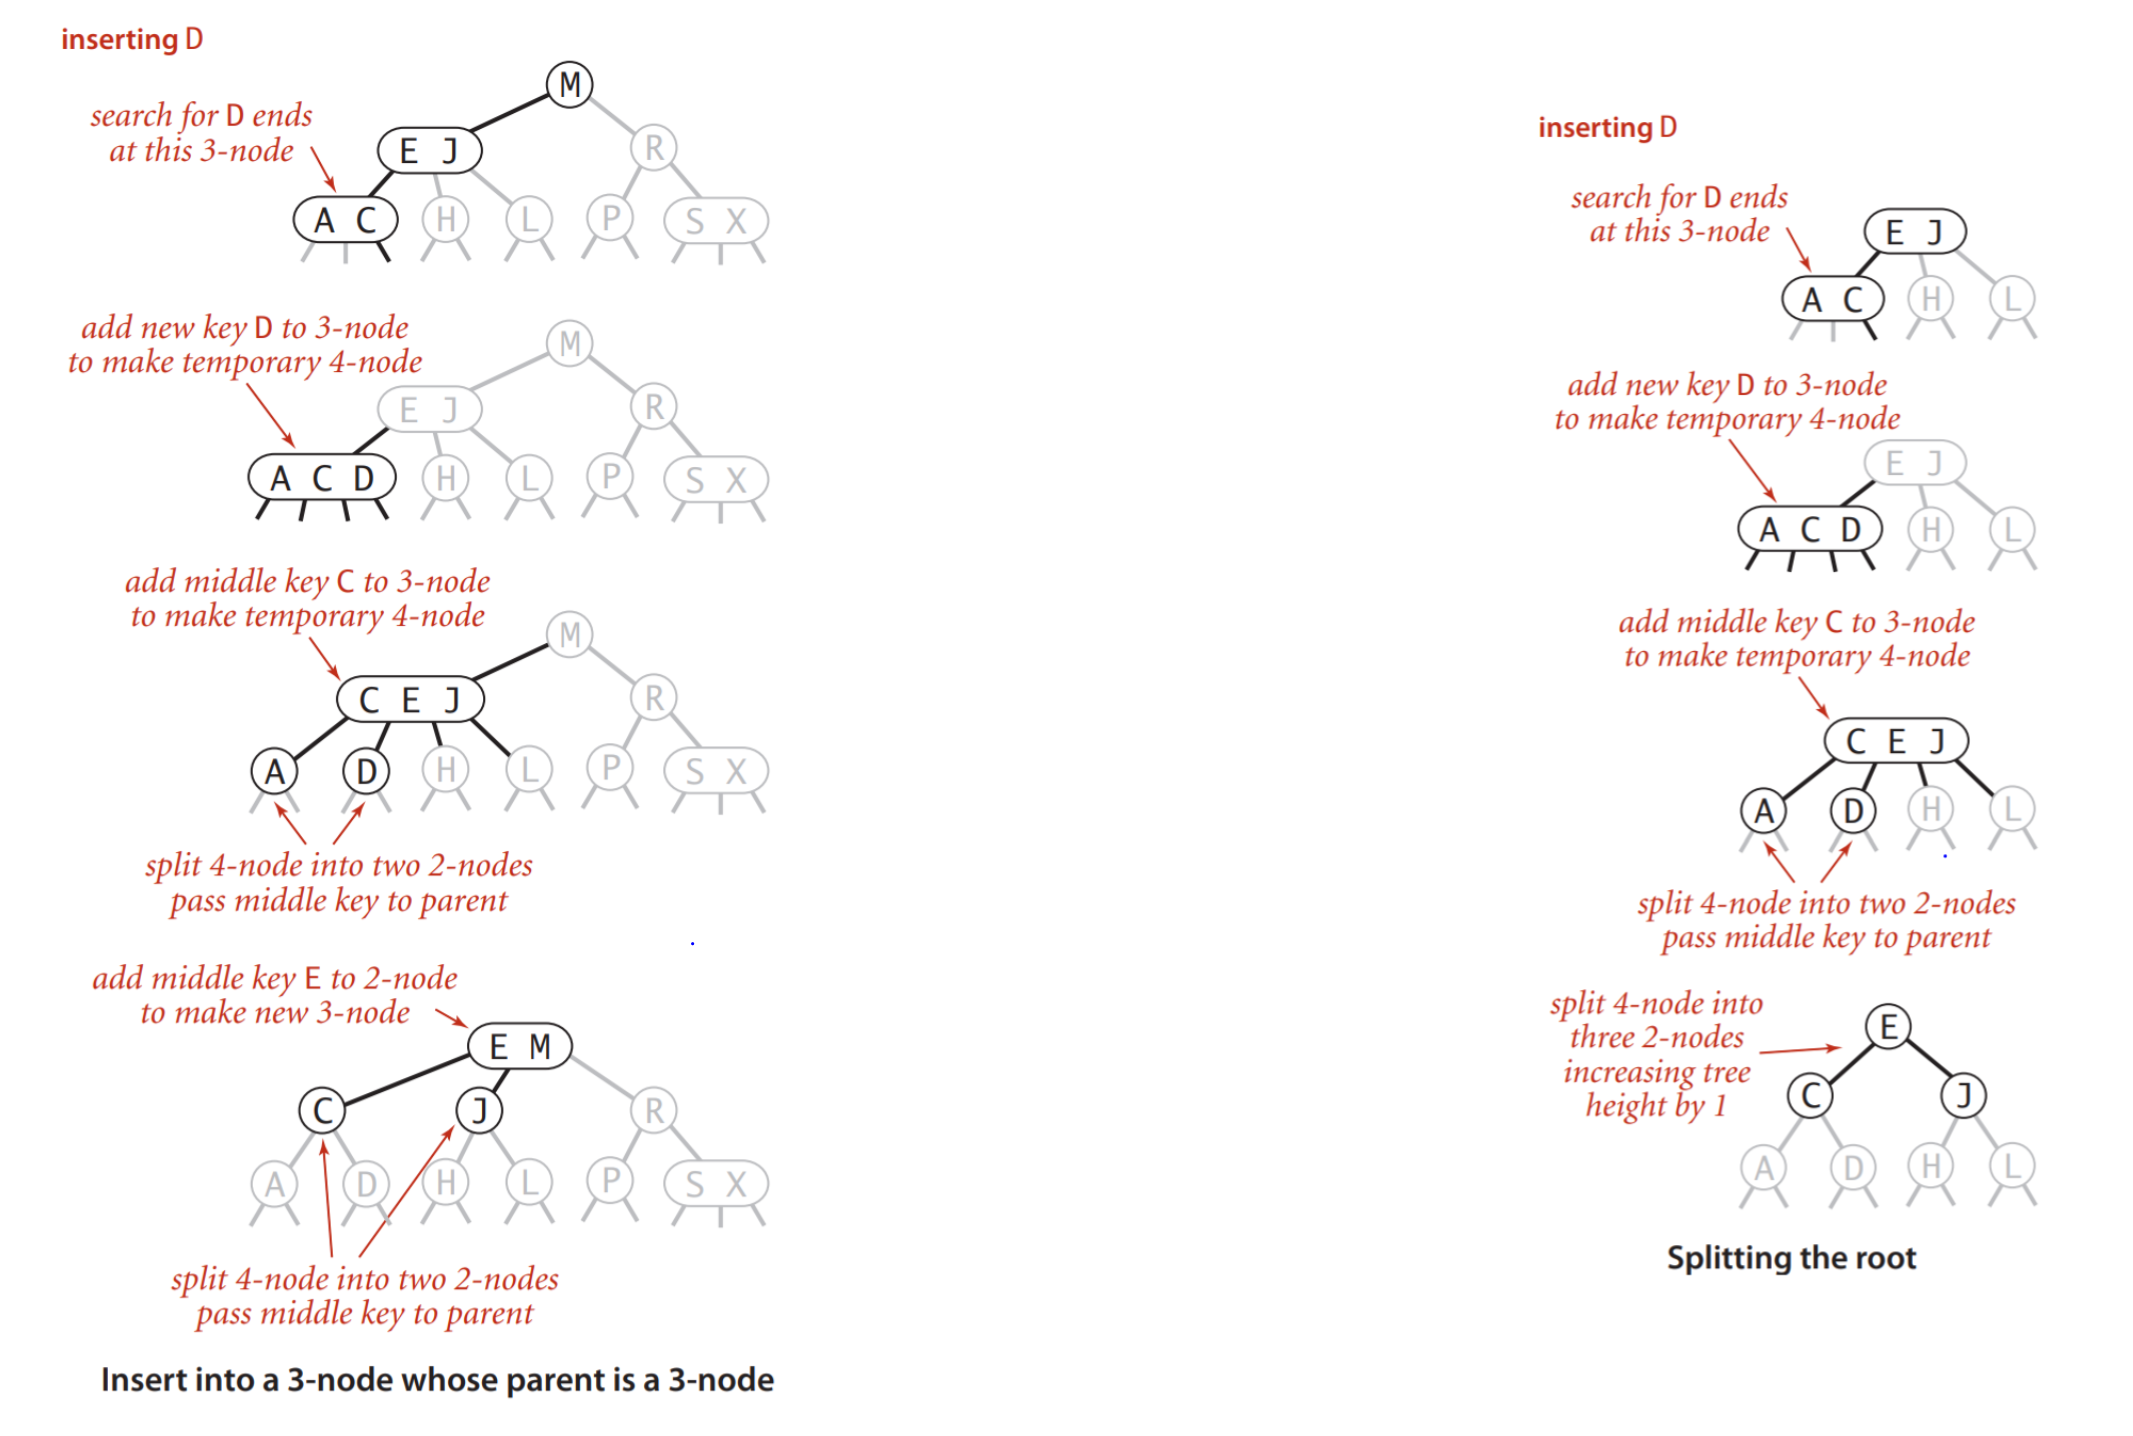 inserting D
search for D ends
at this 3-node
M
E J
R
A C
H
L
P
S X
add new key D to 3-node
to make temporary 4-node
M
E J
R
A C D
H
L
P
S X
add middle key C to 3-node
to make temporary 4-node
M
C E J
R
A
D
H
L
P
S X
split 4-node into two 2-nodes
pass middle key to parent
add middle key E to 2-node
to make new 3-node
E M
C
J
R
A
D
H
L
P
S X
split 4-node into two 2-nodes
pass middle key to parent
Insert into a 3-node whose parent is a 3-node
inserting D
search for D ends
at this 3-node
E J
A C
H
L
add new key D to 3-node
to make temporary 4-node
E J
A C D
H
L
add middle key C to 3-node
to make temporary 4-node
C E J
A
D
H
L
split 4-node into two 2-nodes
pass middle key to parent
split 4-node into
three 2-nodes
increasing tree
height by 1
E
C
J
A
D
H
L
Splitting the root